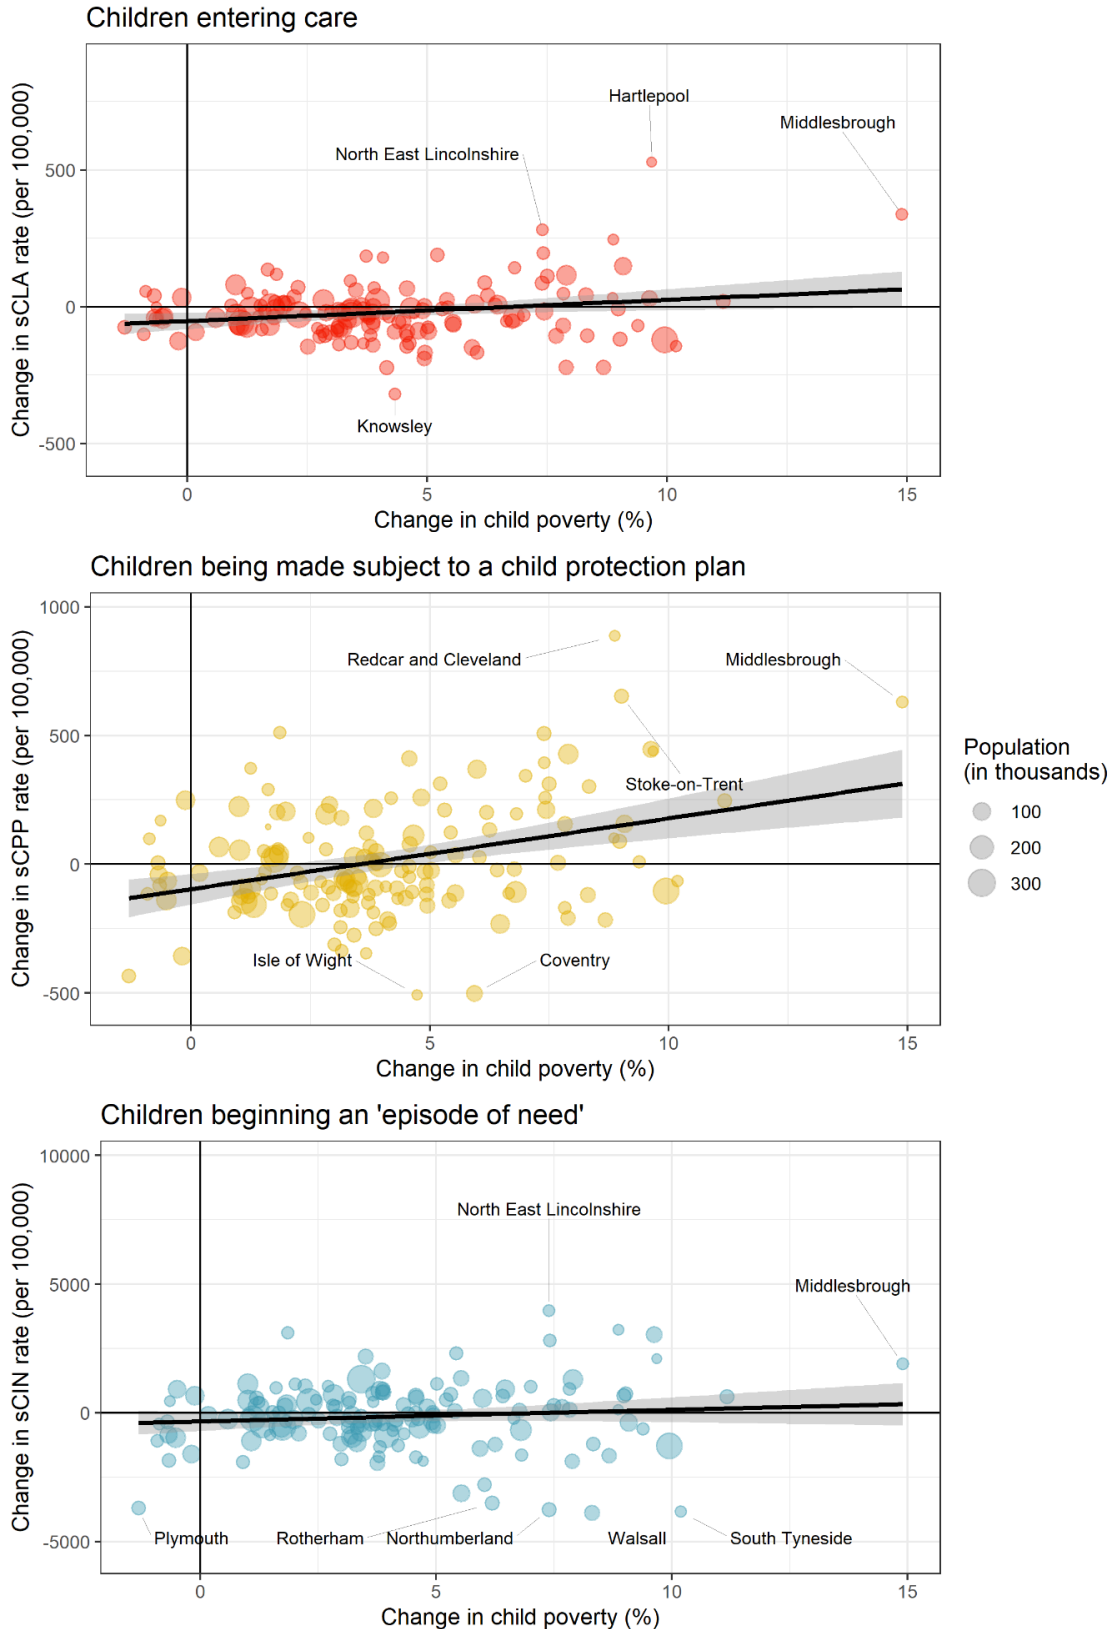 Children entering care
Change in sCLA rate (per 100,000)
500
0
-500
Hartlepool
Middlesbrough
North East Lincolnshire
Knowsley
0
5
10
15
Change in child poverty (%)
Children being made subject to a child protection plan
Change in sCPP rate (per 100,000)
1000
500
0
-500
Redcar and Cleveland
Middlesbrough
Stoke-on-Trent
Isle of Wight
Coventry
0
5
10
15
Change in child poverty (%)
Population
(in thousands)
100
200
300
Children beginning an 'episode of need'
Change in sCIN rate (per 100,000)
10000
5000
0
-5000
North East Lincolnshire
Middlesbrough
Plymouth
Rotherham
Northumberland
Walsall
South Tyneside
0
5
10
15
Change in child poverty (%)